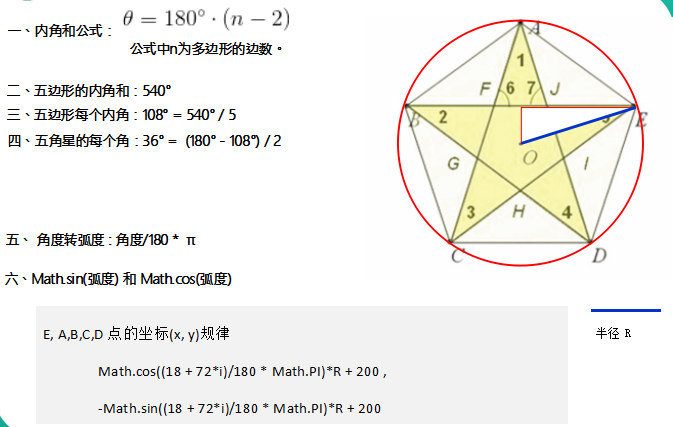 一、内角和公式： θ = 180° · (n − 2)
公式中n为多边形的边数。
二、五边形的内角和：540°
三、五边形每个内角：108° = 540° / 5
四、五角星的每个角：36° = (180° - 108°) / 2
五、 角度转弧度：角度/180 * π
六、Math.sin(弧度) 和 Math.cos(弧度)
A
1
F 6 7 J
B 2 5 E
O
G I
3 H 4
C D
E, A,B,C,D 点的坐标(x, y)规律
Math.cos((18 + 72*i)/180 * Math.PI)*R + 200 ,
-Math.sin((18 + 72*i)/180 * Math.PI)*R + 200
半径 R